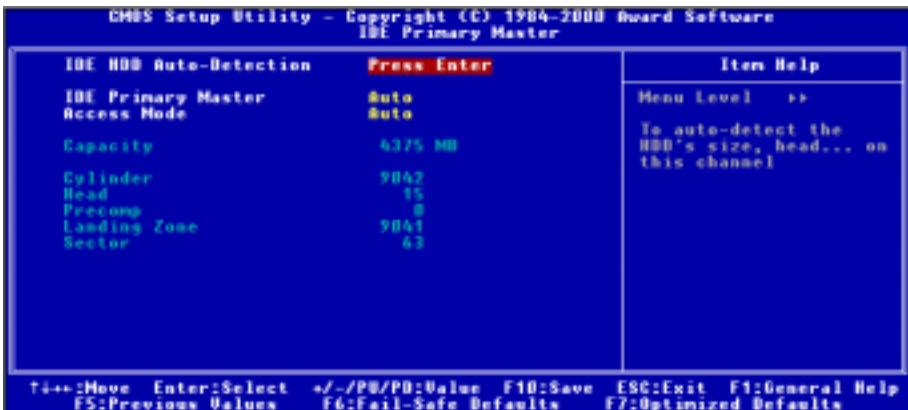 CMOS Setup Utility - Copyright (C) 1984-2000 Award Software
IDE Primary Master
IDE HDD Auto-Detection Press Enter
IDE Primary Master Auto
Access Mode Auto
Capacity 4375 MB
Cylinder 9042
Head 15
Precomp 0
Landing Zone 9041
Sector 63
Item Help
Menu Level ▸▸
To auto-detect the
HDD's size, head... on
this channel
↑↓→←:Move Enter:Select +/-/PU/PD:Value F10:Save ESC:Exit F1:General Help
F5:Previous Values F6:Fail-Safe Defaults F7:Optimized Defaults